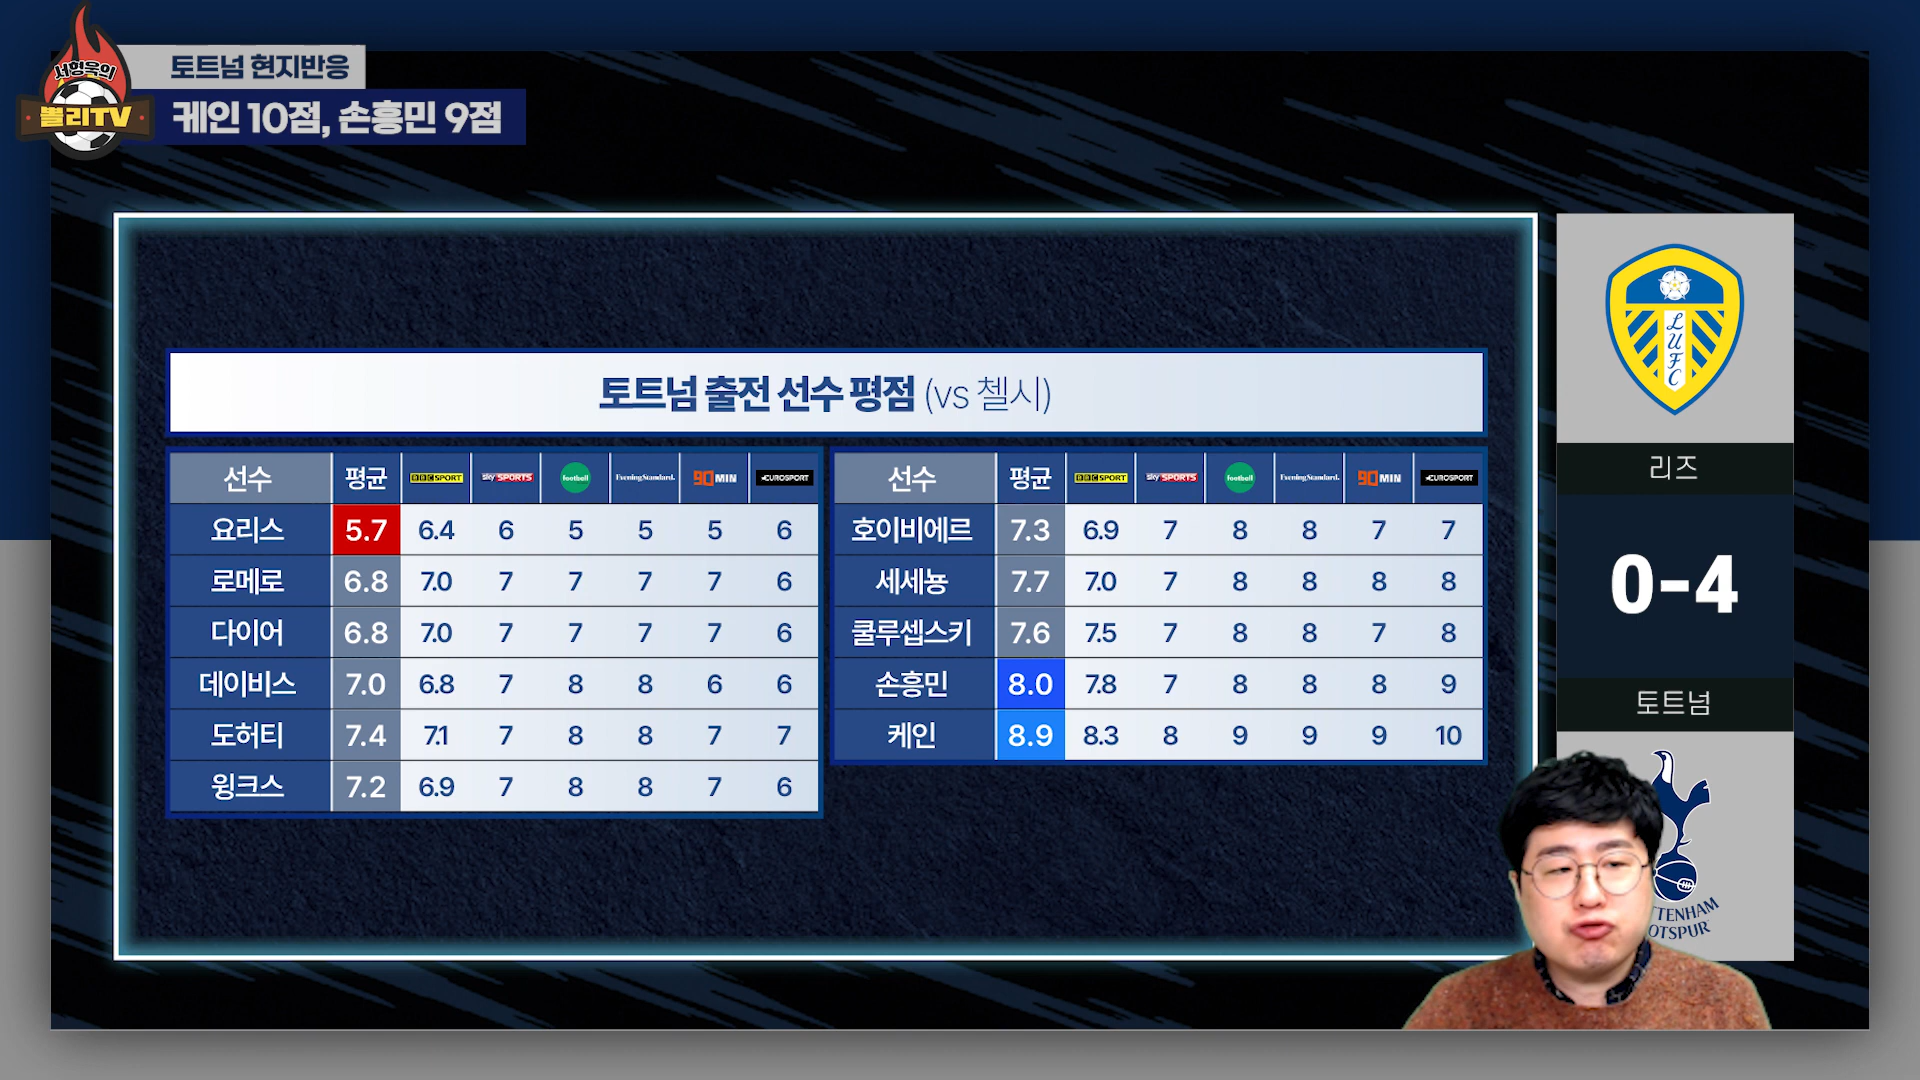 서형욱의
뽈리TV
토트넘 현지반응
케인 10점, 손흥민 9점
토트넘 출전 선수 평점 (vs 첼시)
선수 평균 BBC SPORT sky SPORTS football Evening Standard. 90MIN EUROSPORT
요리스 5.7 6.4 6 5 5 5 6
로메로 6.8 7.0 7 7 7 7 6
다이어 6.8 7.0 7 7 7 7 6
데이비스 7.0 6.8 7 8 8 6 6
도허티 7.4 7.1 7 8 8 7 7
윙크스 7.2 6.9 7 8 8 7 6
선수 평균 BBC SPORT sky SPORTS football Evening Standard. 90MIN EUROSPORT
호이비에르 7.3 6.9 7 8 8 7 7
세세뇽 7.7 7.0 7 8 8 8 8
쿨루셉스키 7.6 7.5 7 8 8 7 8
손흥민 8.0 7.8 7 8 8 8 9
케인 8.9 8.3 8 9 9 9 10
LUFC
리즈
0-4
토트넘
TTENHAM
OTSPUR